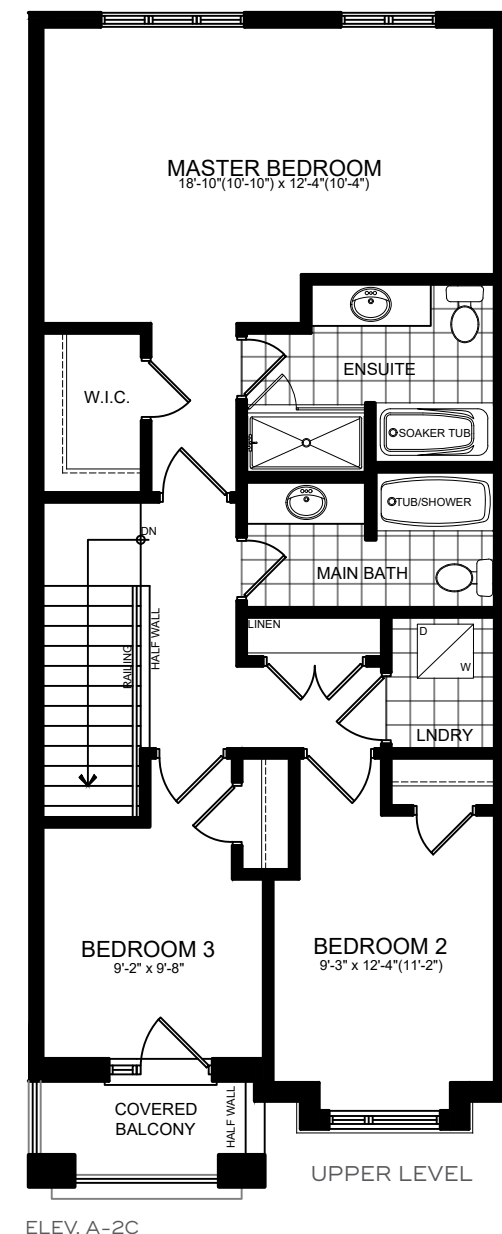 MASTER BEDROOM
18'-10"(10'-10") x 12'-4"(10'-4")
ENSUITE
W.I.C.
SOAKER TUB
TUB/SHOWER
DN
MAIN BATH
RAILING
HALF WALL
LINEN
D
W
LNDRY
BEDROOM 3
9'-2" x 9'-8"
BEDROOM 2
9'-3" x 12'-4"(11'-2")
COVERED
BALCONY
HALF WALL
UPPER LEVEL
ELEV. A-2C